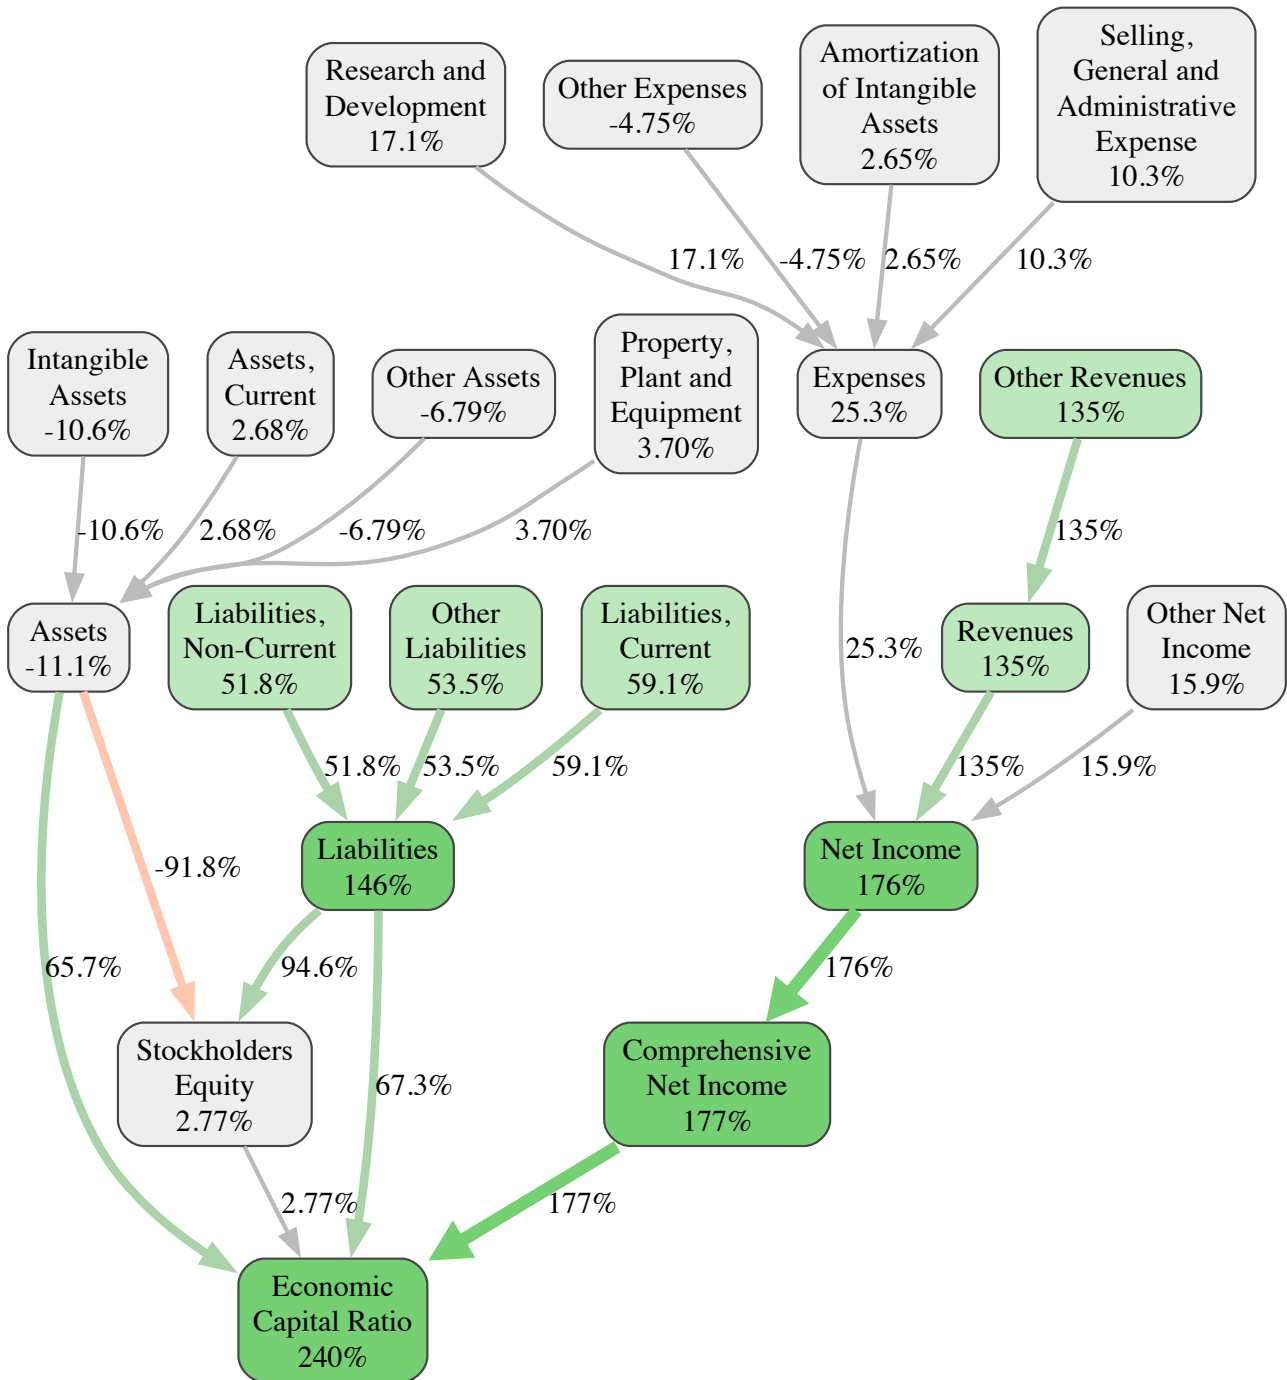 Research and
Development
17.1%
Other Expenses
-4.75%
Amortization
of Intangible
Assets
2.65%
Selling,
General and
Administrative
Expense
10.3%
17.1%
-4.75%
2.65%
10.3%
Intangible
Assets
-10.6%
Assets,
Current
2.68%
Other Assets
-6.79%
Property,
Plant and
Equipment
3.70%
Expenses
25.3%
Other Revenues
135%
-10.6%
2.68%
-6.79%
3.70%
135%
Assets
-11.1%
Liabilities,
Non-Current
51.8%
Other
Liabilities
53.5%
Liabilities,
Current
59.1%
25.3%
Revenues
135%
Other Net
Income
15.9%
51.8%
53.5%
59.1%
135%
15.9%
-91.8%
Liabilities
146%
Net Income
176%
65.7%
94.6%
176%
Stockholders
Equity
2.77%
67.3%
Comprehensive
Net Income
177%
2.77%
177%
Economic
Capital Ratio
240%